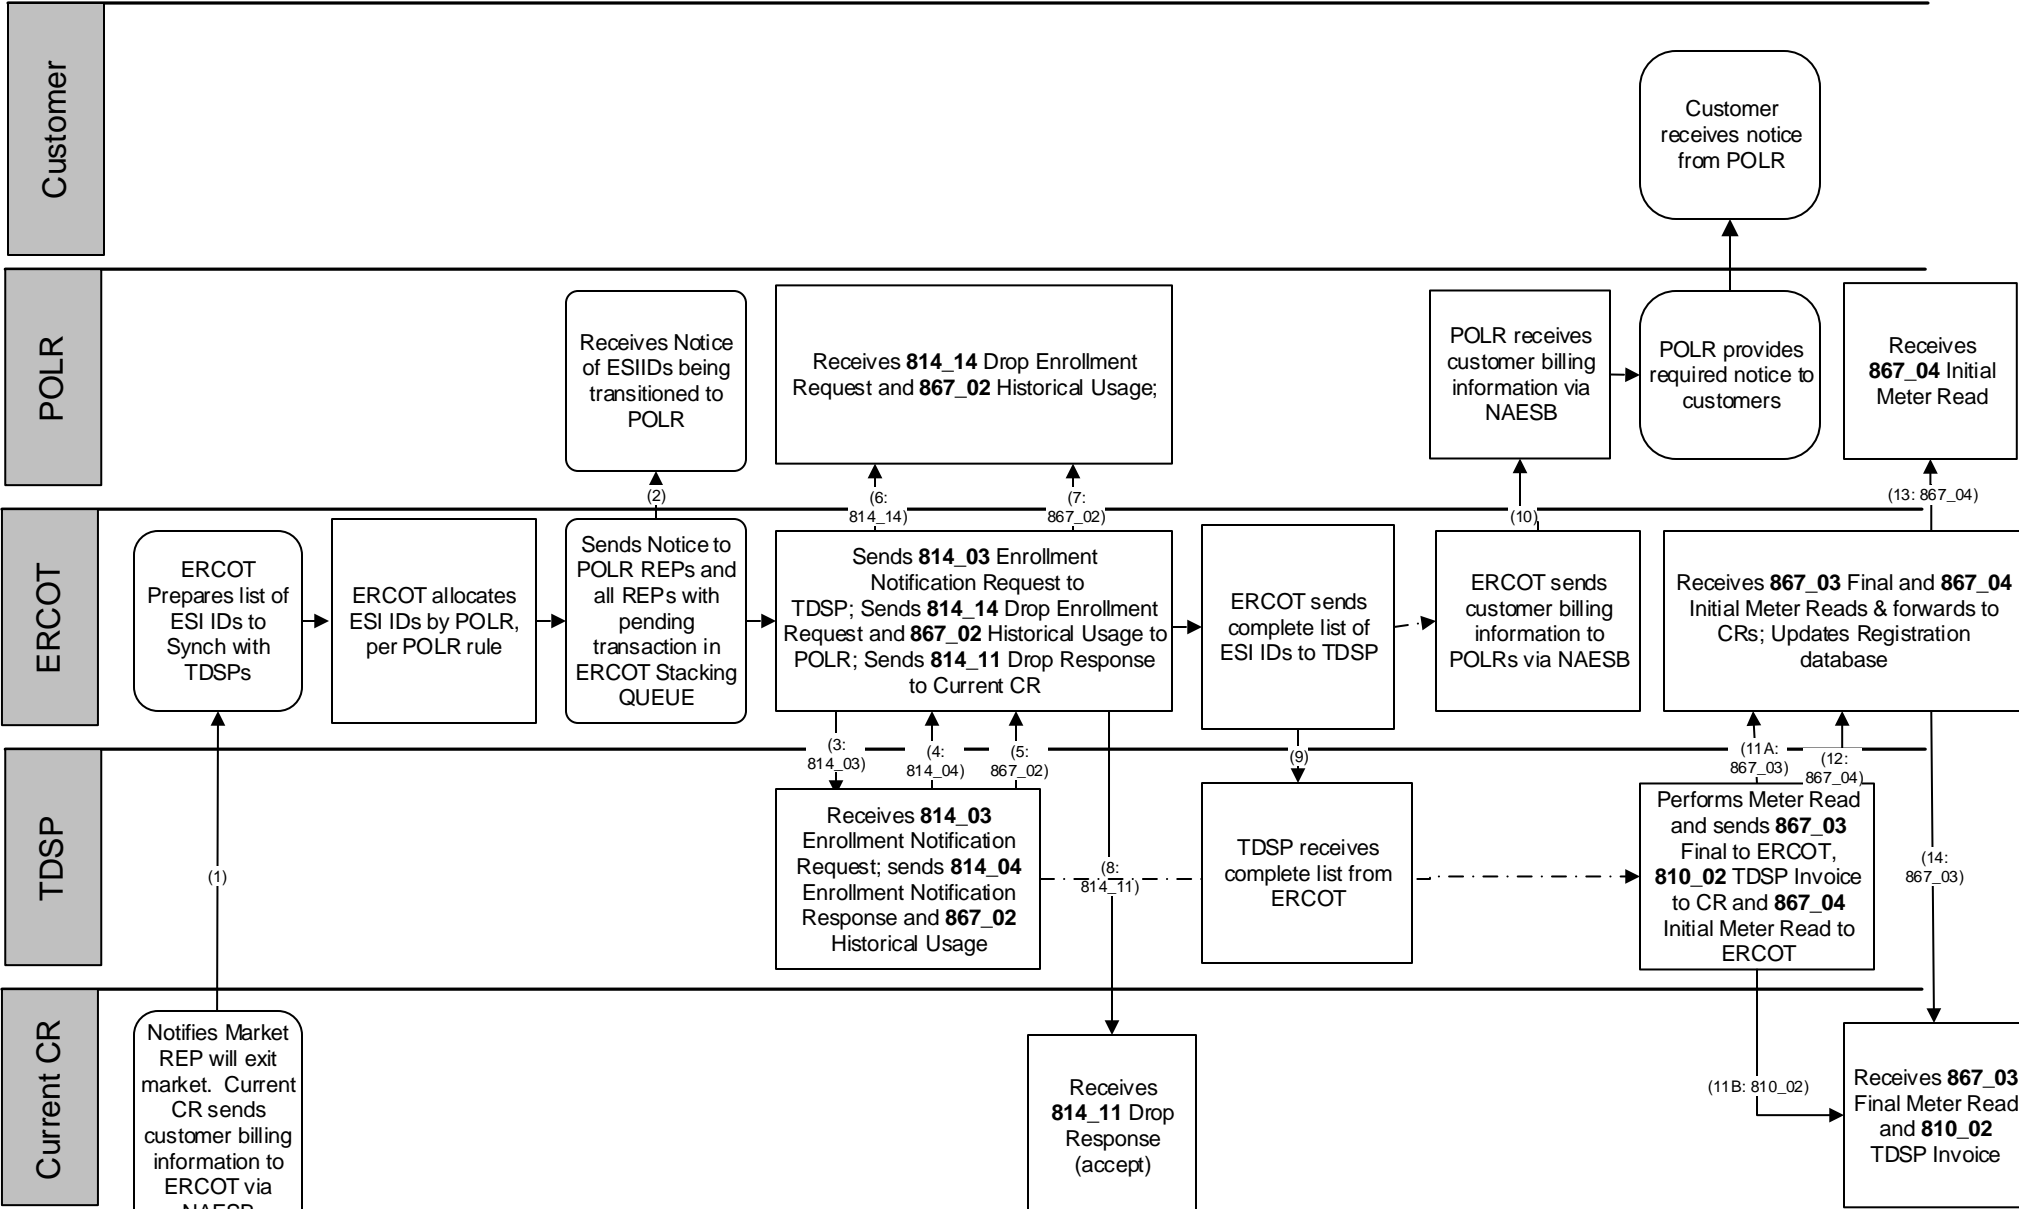 Customer
Customer
receives notice
from POLR
POLR
Receives Notice
of ESIIDs being
transitioned to
POLR
Receives 814_14 Drop Enrollment
Request and 867_02 Historical Usage;
POLR receives
customer billing
information via
NAESB
POLR provides
required notice to
customers
Receives
867_04 Initial
Meter Read
(2)
(6:
814_14)
(7:
867_02)
(10)
(13: 867_04)
ERCOT
ERCOT
Prepares list of
ESI IDs to
Synch with
TDSPs
ERCOT allocates
ESI IDs by POLR,
per POLR rule
Sends Notice to
POLR REPs and
all REPs with
pending
transaction in
ERCOT Stacking
QUEUE
Sends 814_03 Enrollment
Notification Request to
TDSP; Sends 814_14 Drop Enrollment
Request and 867_02 Historical Usage to
POLR; Sends 814_11 Drop Response
to Current CR
ERCOT sends
complete list of
ESI IDs to TDSP
ERCOT sends
customer billing
information to
POLRs via NAESB
Receives 867_03 Final and 867_04
Initial Meter Reads & forwards to
CRs; Updates Registration
database
(3:
814_03)
(4:
814_04)
(5:
867_02)
(9)
(11A:
867_03)
(12:
867_04)
TDSP
(1)
Receives 814_03
Enrollment Notification
Request; sends 814_04
Enrollment Notification
Response and 867_02
Historical Usage
(8:
814_11)
TDSP receives
complete list from
ERCOT
Performs Meter Read
and sends 867_03
Final to ERCOT,
810_02 TDSP Invoice
to CR and 867_04
Initial Meter Read to
ERCOT
(14:
867_03)
Current CR
Notifies Market
REP will exit
market. Current
CR sends
customer billing
information to
ERCOT via
NAESB
Receives
814_11 Drop
Response
(accept)
(11B: 810_02)
Receives 867_03
Final Meter Read
and 810_02
TDSP Invoice